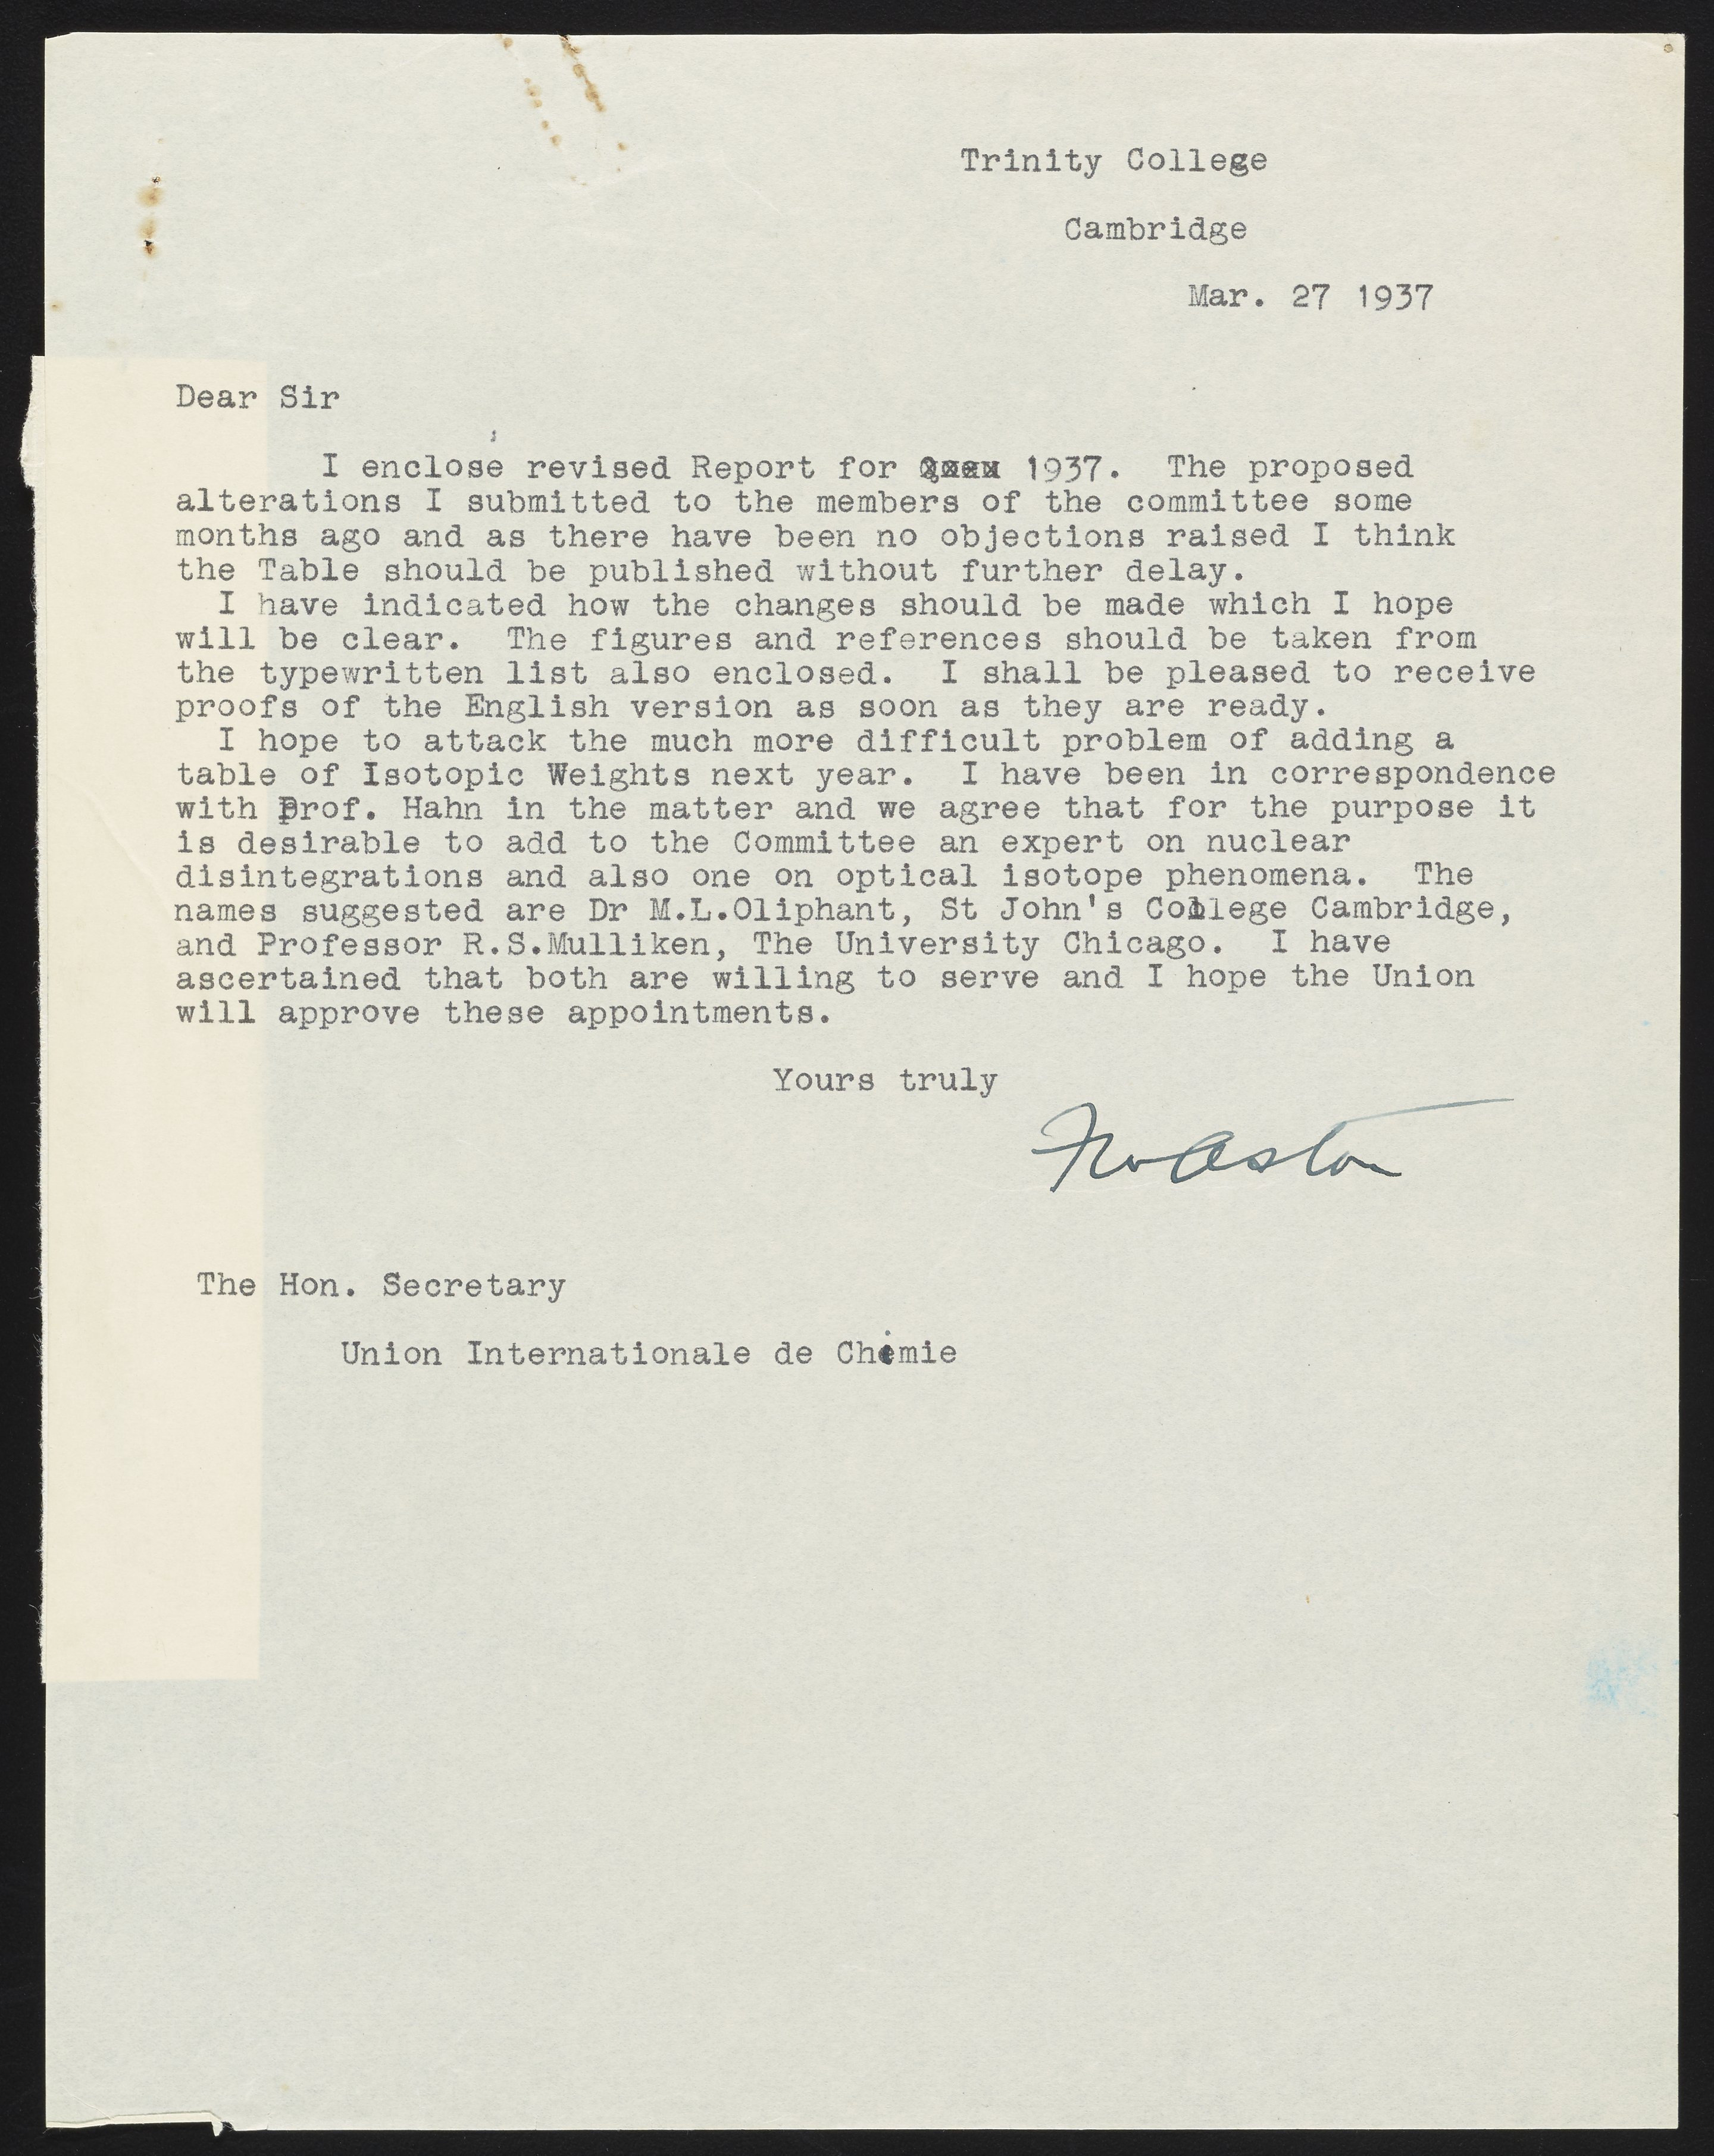 Trinity College
Cambridge
Mar. 27 1937
Dear Sir
I enclose revised Report for 1937. The proposed
alterations I submitted to the members of the committee some
months ago and as there have been no objections raised I think
the Table should be published without further delay.
I have indicated how the changes should be made which I hope
will be clear. The figures and references should be taken from
the typewritten list also enclosed. I shall be pleased to receive
proofs of the English version as soon as they are ready.
I hope to attack the much more difficult problem of adding a
table of Isotopic Weights next year. I have been in correspondence
with Prof. Hahn in the matter and we agree that for the purpose it
is desirable to add to the Committee an expert on nuclear
disintegrations and also one on optical isotope phenomena. The
names suggested are Dr M.L.Oliphant, St John's College Cambridge,
and Professor R.S.Mulliken, The University Chicago. I have
ascertained that both are willing to serve and I hope the Union
will approve these appointments.
Yours truly
FW Aston
The Hon. Secretary
Union Internationale de Chimie